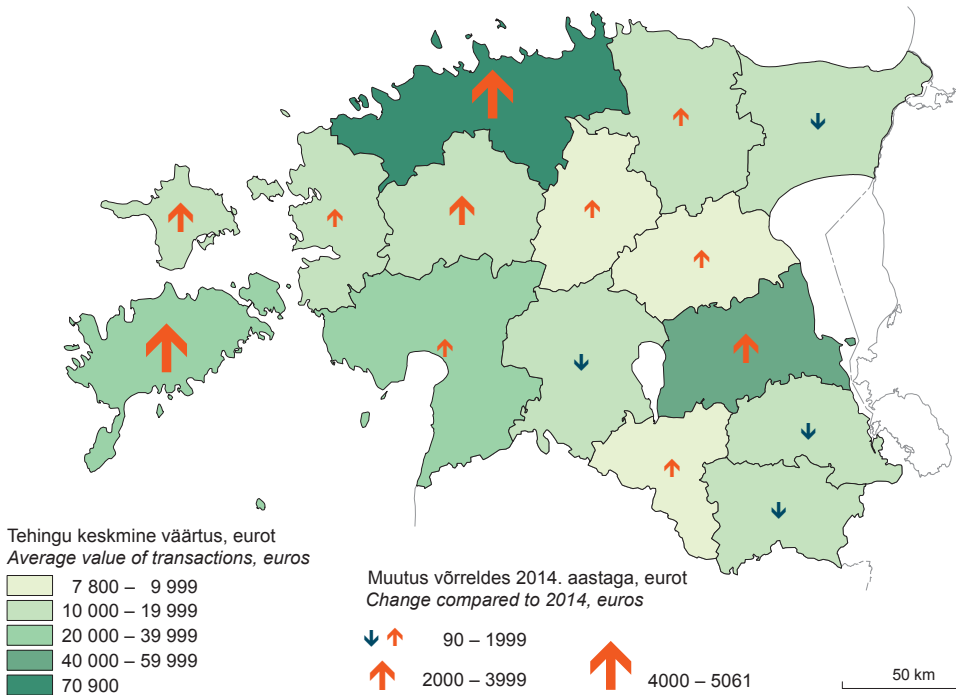 Tehingu keskmine väärtus, eurot
Average value of transactions, euros
7 800 – 9 999
10 000 – 19 999
20 000 – 39 999
40 000 – 59 999
70 900
Muutus võrreldes 2014. aastaga, eurot
Change compared to 2014, euros
90 – 1999
2000 – 3999
4000 – 5061
50 km